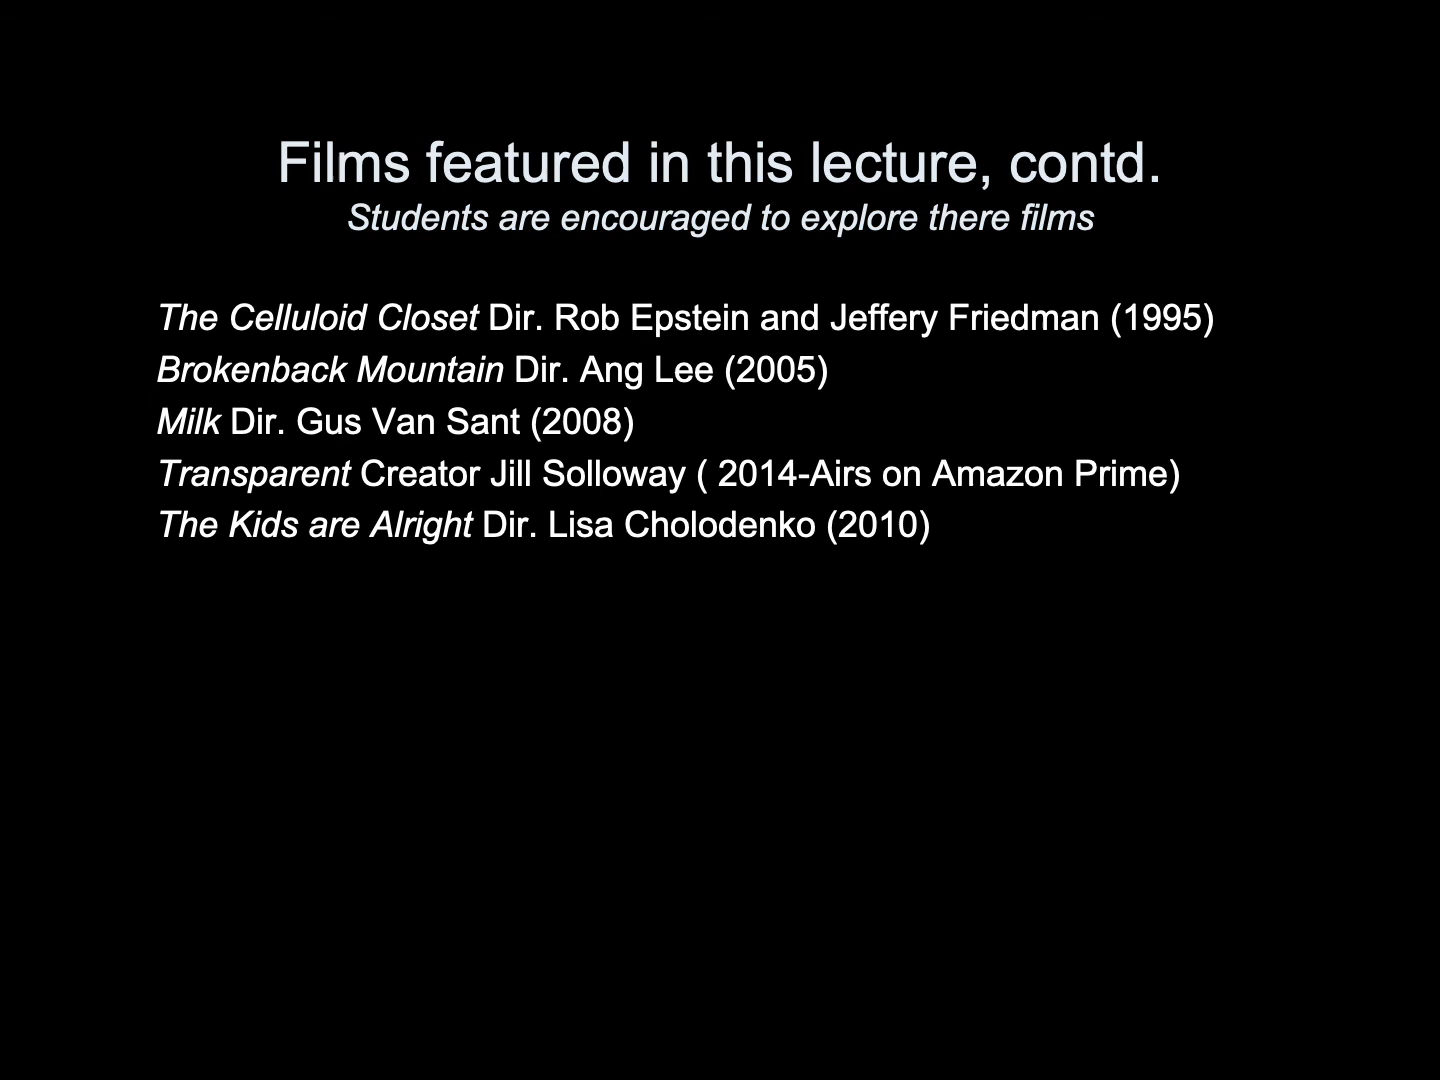 Films featured in this lecture, contd.
Students are encouraged to explore there films
The Celluloid Closet Dir. Rob Epstein and Jeffery Friedman (1995)
Brokenback Mountain Dir. Ang Lee (2005)
Milk Dir. Gus Van Sant (2008)
Transparent Creator Jill Solloway ( 2014-Airs on Amazon Prime)
The Kids are Alright Dir. Lisa Cholodenko (2010)